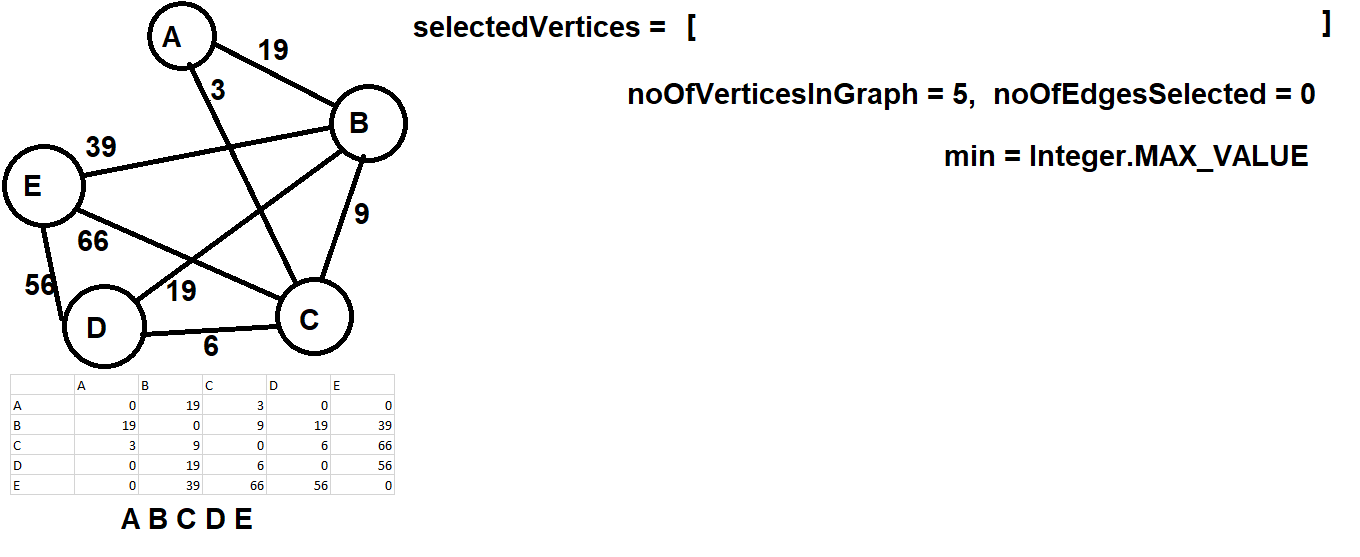 selectedVertices = [ ]
noOfVerticesInGraph = 5, noOfEdgesSelected = 0
min = Integer.MAX_VALUE
A
19
3
B
39
E
9
66
56
19
D
C
6
A B C D E
A 0 19 3 0 0
B 19 0 9 19 39
C 3 9 0 6 66
D 0 19 6 0 56
E 0 39 66 56 0
A B C D E